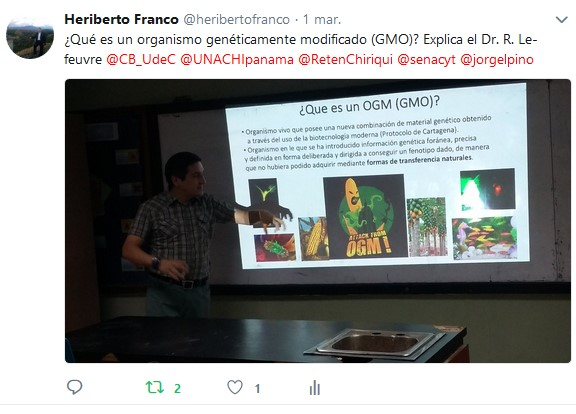 Heriberto Franco @heribertofranco · 1 mar.
¿Qué es un organismo genéticamente modificado (GMO)? Explica el Dr. R. Le-
feuvre @CB_UdeC @UNACHIpanama @RetenChiriqui @senacyt @jorgelpino
¿Que es un OGM (GMO)?
• Organismo vivo que posee una nueva combinación de material genético obtenido
a través del uso de la biotecnología moderna (Protocolo de Cartagena).
• Organismo en le que se ha introducido información genética foránea, precisa
y definida en forma deliberada y dirigida a conseguir un fenotipo dado, de manera
que no hubiera podido adquirir mediante formas de transferencia naturales.
ATTACK FROM
OGM !
2
1